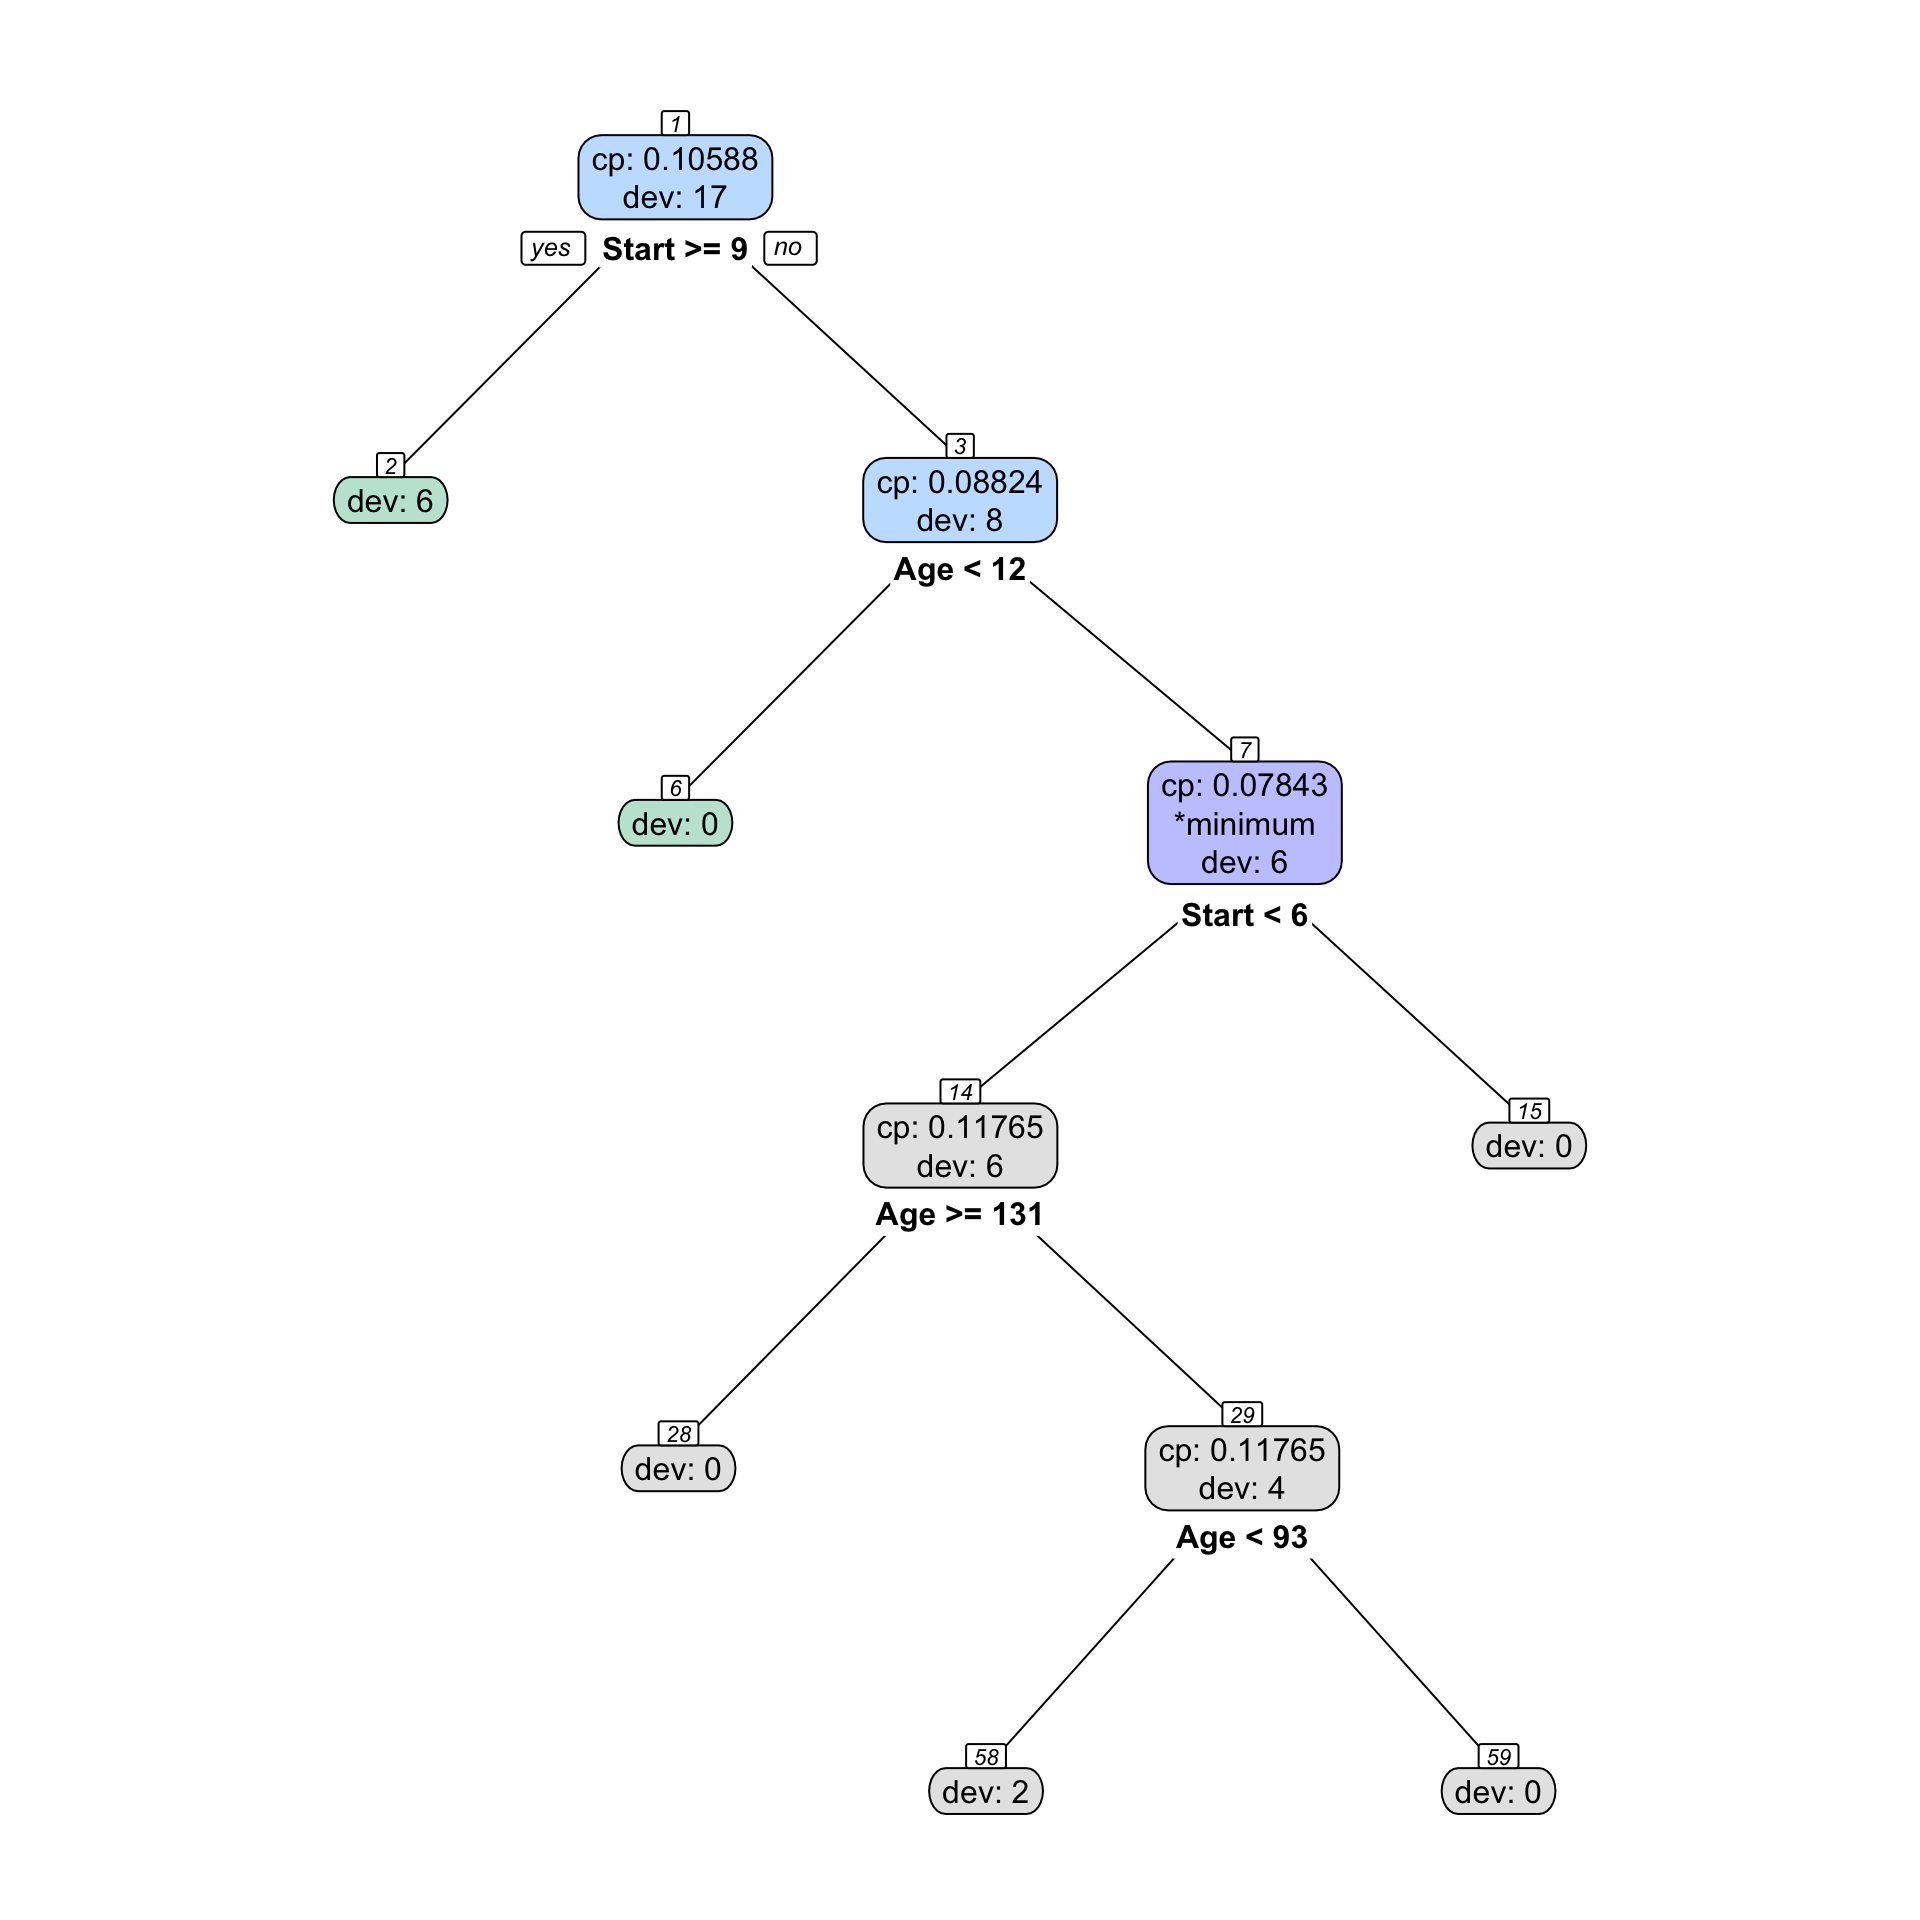 1
cp: 0.10588
dev: 17
yes Start >= 9 no
2
dev: 6
3
cp: 0.08824
dev: 8
Age < 12
6
dev: 0
7
cp: 0.07843
*minimum
dev: 6
Start < 6
14
cp: 0.11765
dev: 6
Age >= 131
15
dev: 0
28
dev: 0
29
cp: 0.11765
dev: 4
Age < 93
58
dev: 2
59
dev: 0